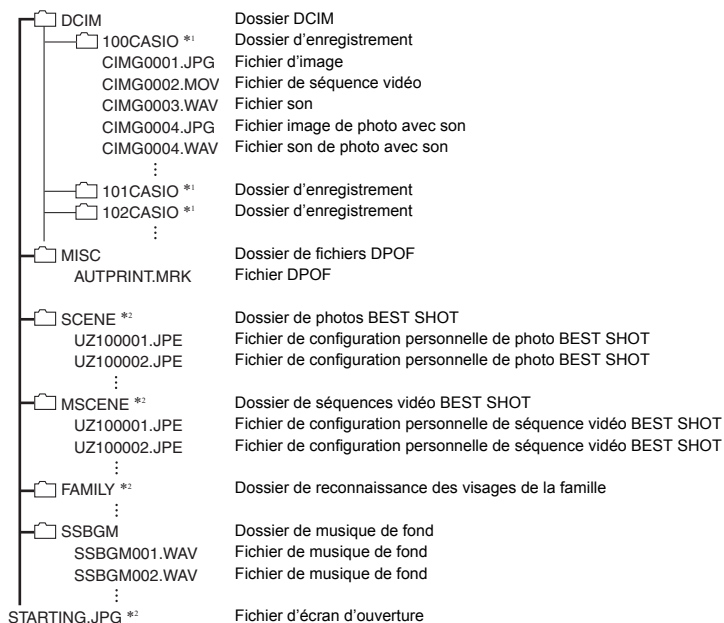 DCIM Dossier DCIM
100CASIO *1 Dossier d'enregistrement
CIMG0001.JPG Fichier d'image
CIMG0002.MOV Fichier de séquence vidéo
CIMG0003.WAV Fichier son
CIMG0004.JPG Fichier image de photo avec son
CIMG0004.WAV Fichier son de photo avec son
101CASIO *1 Dossier d'enregistrement
102CASIO *1 Dossier d'enregistrement
MISC Dossier de fichiers DPOF
AUTPRINT.MRK Fichier DPOF
SCENE *2 Dossier de photos BEST SHOT
UZ100001.JPE Fichier de configuration personnelle de photo BEST SHOT
UZ100002.JPE Fichier de configuration personnelle de photo BEST SHOT
MSCENE *2 Dossier de séquences vidéo BEST SHOT
UZ100001.JPE Fichier de configuration personnelle de séquence vidéo BEST SHOT
UZ100002.JPE Fichier de configuration personnelle de séquence vidéo BEST SHOT
FAMILY *2 Dossier de reconnaissance des visages de la famille
SSBGM Dossier de musique de fond
SSBGM001.WAV Fichier de musique de fond
SSBGM002.WAV Fichier de musique de fond
STARTING.JPG *2 Fichier d'écran d'ouverture